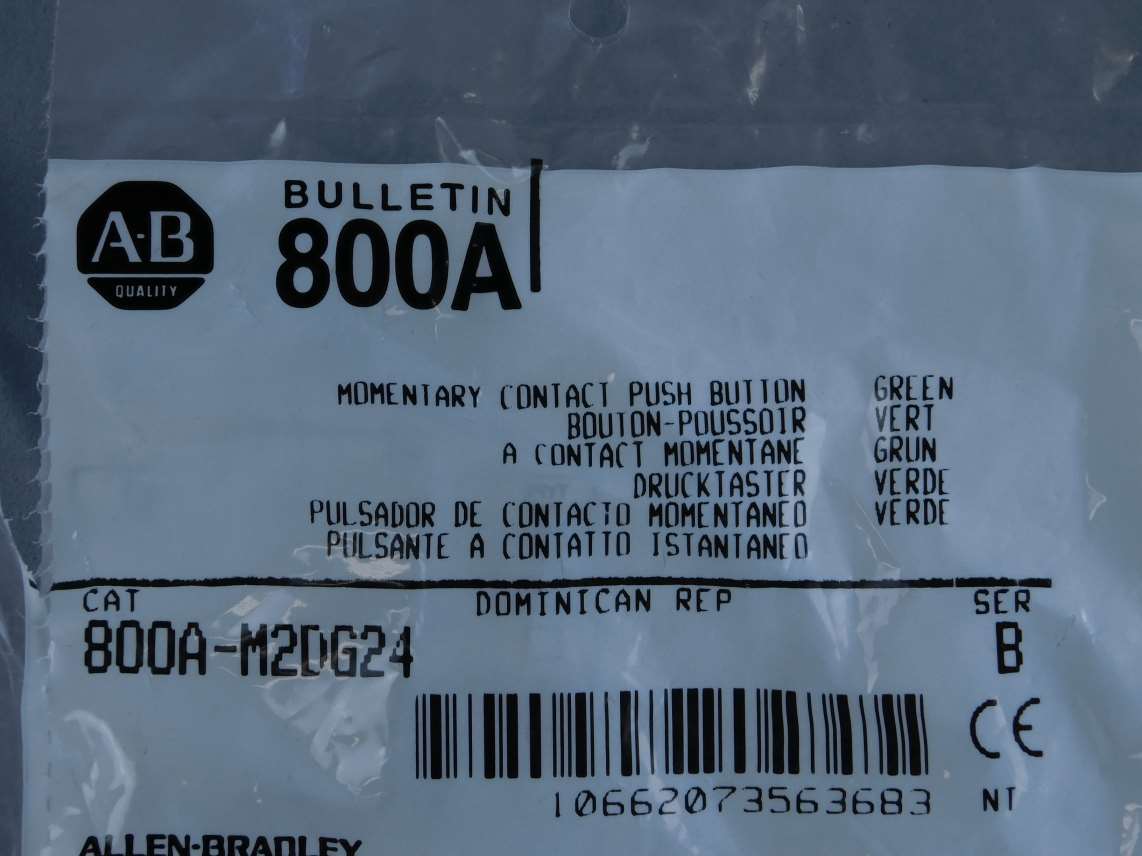 A-B
QUALITY
BULLETIN
800A
MOMENTARY CONTACT PUSH BUTTON GREEN
BOUTON-POUSSOIR VERT
A CONTACT MOMENTANE GRUN
DRUCKTASTER VERDE
PULSADOR DE CONTACTO MOMENTANEO VERDE
PULSANTE A CONTATTO ISTANTANEO
CAT DOMINICAN REP SER
800A-M2DG24 B
CE
10662073563683 NT
ALLEN-BRADLEY